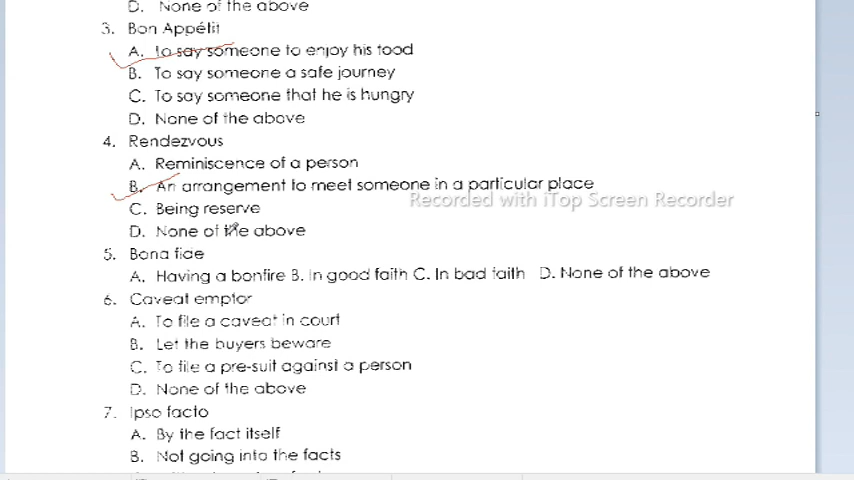 D. None of the above
3. Bon Appétit
A. To say someone to enjoy his food
B. To say someone a safe journey
C. To say someone that he is hungry
D. None of the above
4. Rendezvous
A. Reminiscence of a person
B. An arrangement to meet someone in a particular place
Recorded with iTop Screen Recorder
C. Being reserve
D. None of the above
5. Bona fide
A. Having a bonfire B. In good faith C. In bad faith D. None of the above
6. Caveat emptor
A. To file a caveat in court
B. Let the buyers beware
C. To file a pre-suit against a person
D. None of the above
7. Ipso facto
A. By the fact itself
B. Not going into the facts